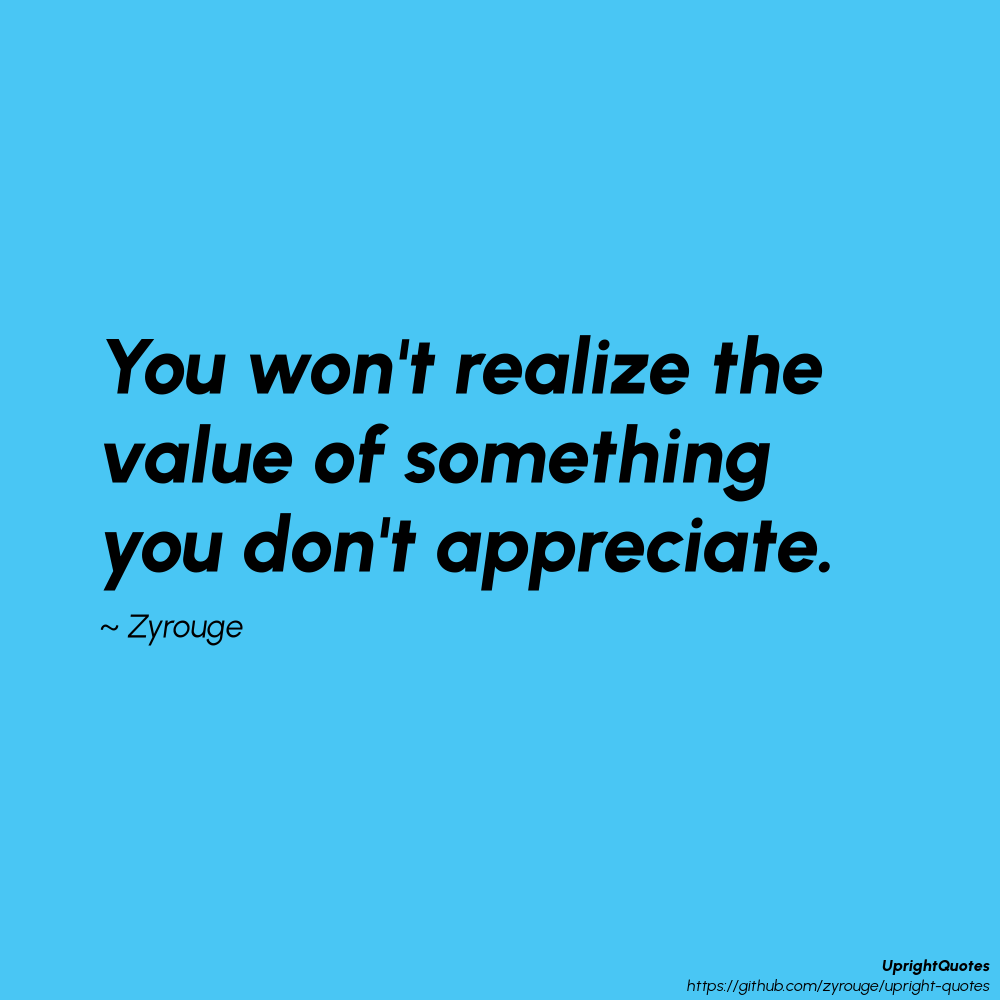 You won't realize the
value of something
you don't appreciate.
~ Zyrouge
UprightQuotes
https://github.com/zyrouge/upright-quotes